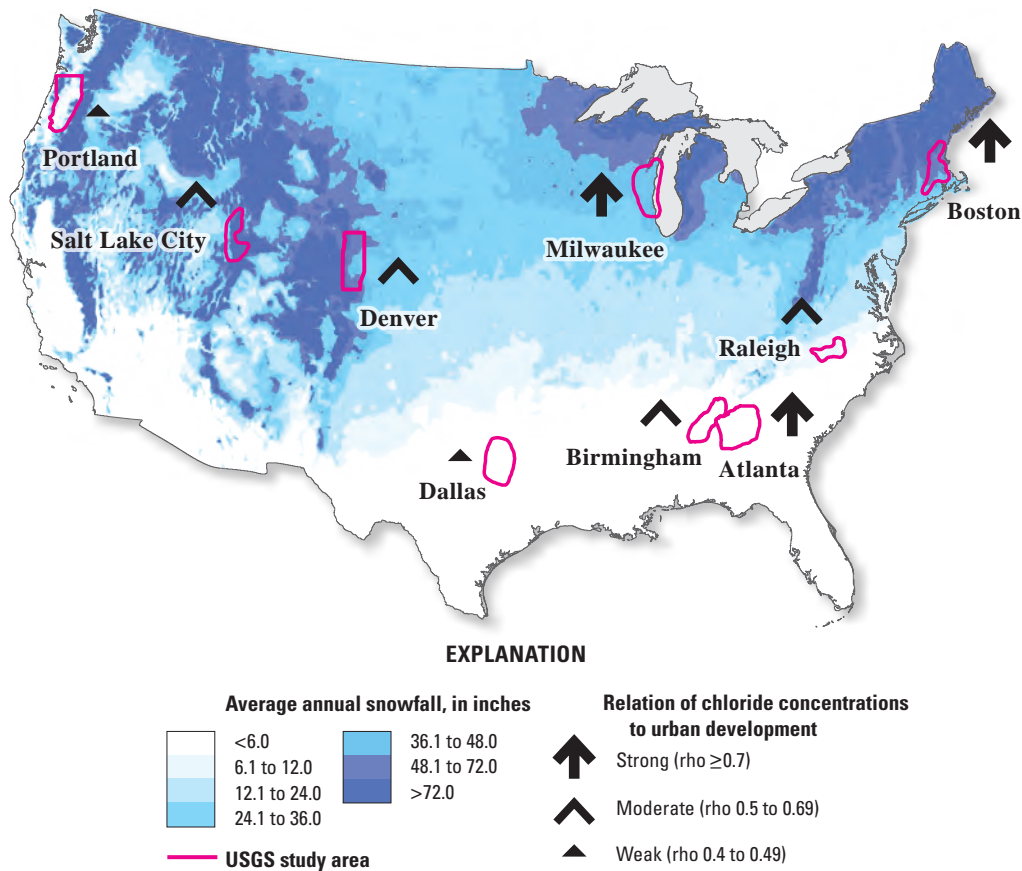 Portland
Salt Lake City
Denver
Milwaukee
Boston
Raleigh
Birmingham
Atlanta
Dallas
EXPLANATION
Average annual snowfall, in inches
<6.0
6.1 to 12.0
12.1 to 24.0
24.1 to 36.0
36.1 to 48.0
48.1 to 72.0
>72.0
USGS study area
Relation of chloride concentrations
to urban development
Strong (rho ≥0.7)
Moderate (rho 0.5 to 0.69)
Weak (rho 0.4 to 0.49)